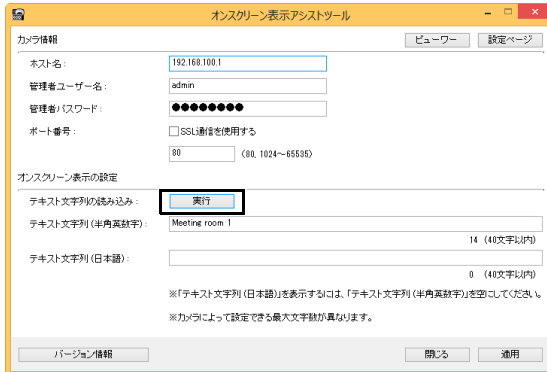 オンスクリーン表示アシストツール
カメラ情報
ビューワー
設定ページ
ホスト名:
192.168.100.1
管理者ユーザー名:
admin
管理者パスワード:
●●●●●●●●
ポート番号:
SSL通信を使用する
80
(80, 1024~65535)
オンスクリーン表示の設定
テキスト文字列の読み込み:
実行
テキスト文字列(半角英数字):
Meeting room 1
14 (40文字以内)
テキスト文字列(日本語):
0 (40文字以内)
※「テキスト文字列(日本語)」を表示するには、「テキスト文字列(半角英数字)」を空にしてください。
※カメラによって設定できる最大文字数が異なります。
バージョン情報
閉じる
適用